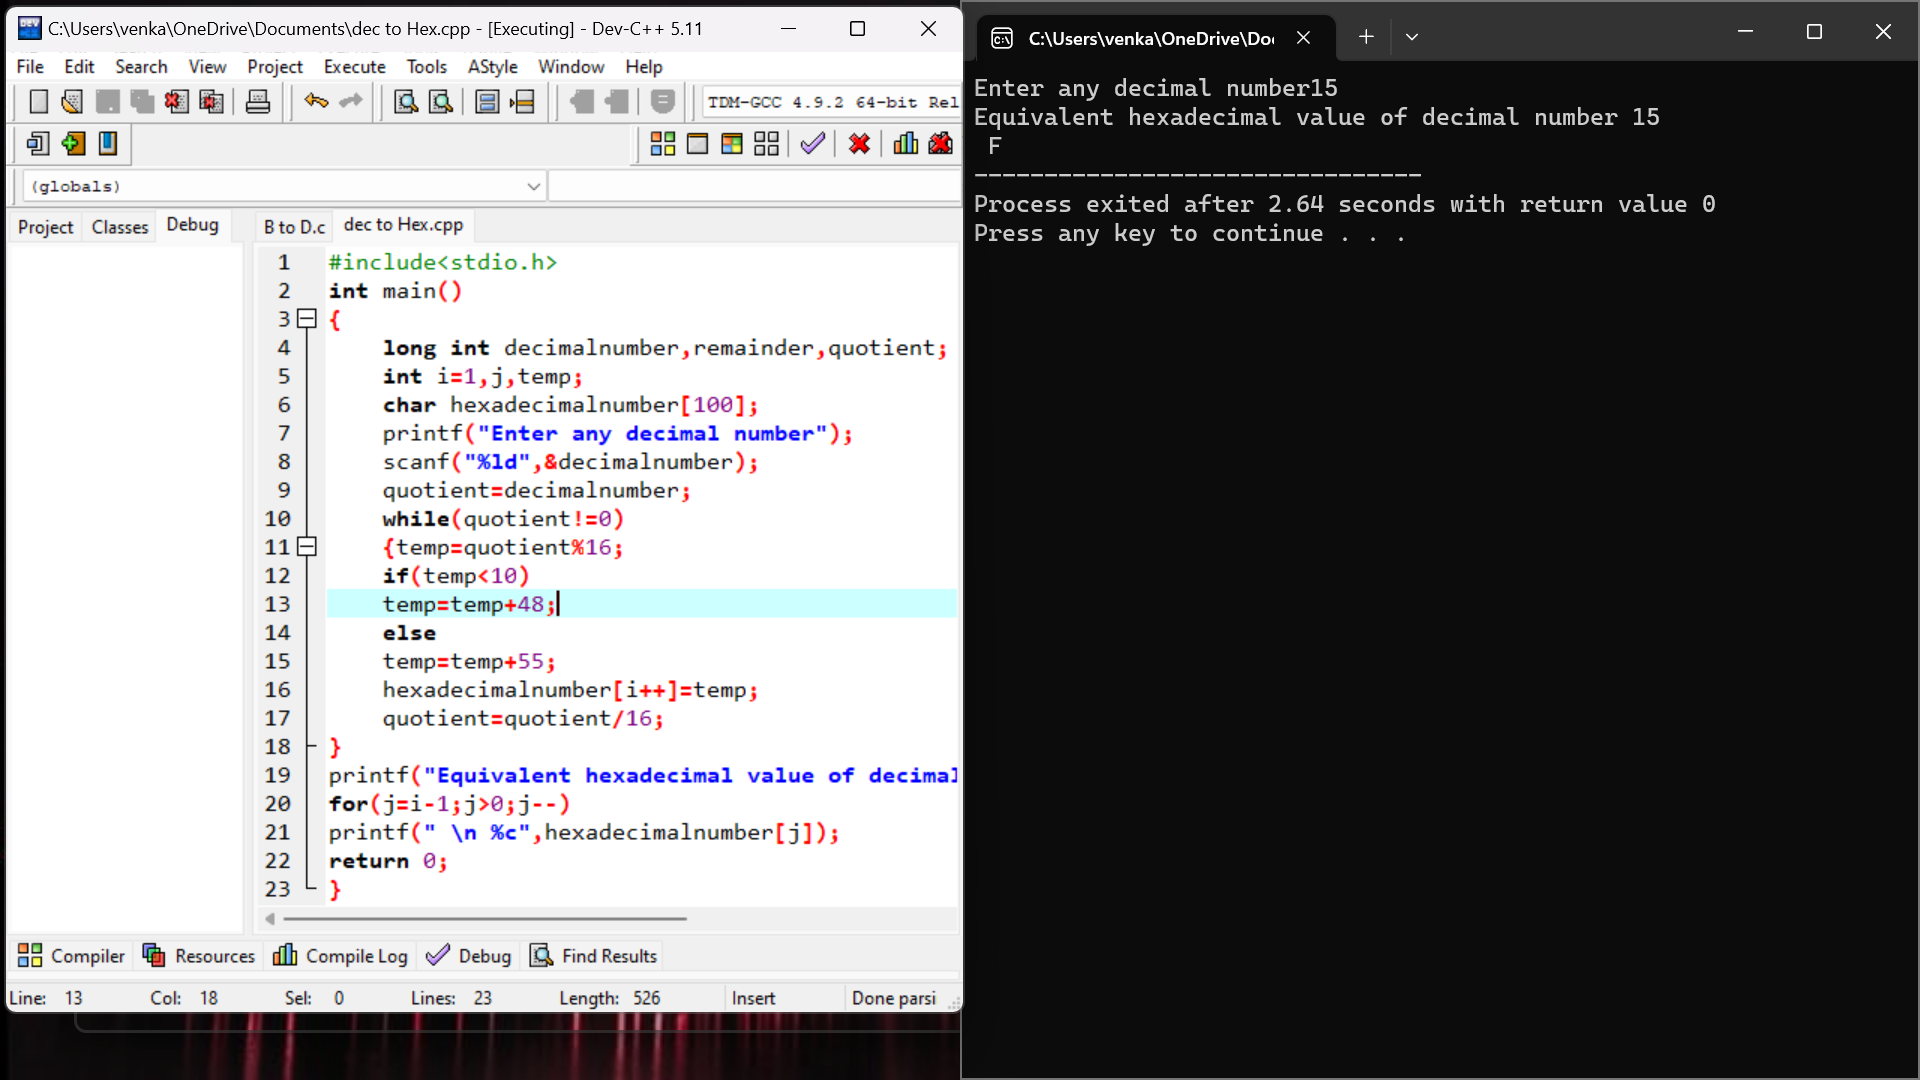 C:\Users\venka\OneDrive\Documents\dec to Hex.cpp - [Executing] - Dev-C++ 5.11
File Edit Search View Project Execute Tools AStyle Window Help
TDM-GCC 4.9.2 64-bit Rel
(globals)
Project Classes Debug
B to D.c dec to Hex.cpp
1 #include<stdio.h>
2 int main()
3 {
4 long int decimalnumber,remainder,quotient;
5 int i=1,j,temp;
6 char hexadecimalnumber[100];
7 printf("Enter any decimal number");
8 scanf("%ld",&decimalnumber);
9 quotient=decimalnumber;
10 while(quotient!=0)
11 {temp=quotient%16;
12 if(temp<10)
13 temp=temp+48;
14 else
15 temp=temp+55;
16 hexadecimalnumber[i++]=temp;
17 quotient=quotient/16;
18 }
19 printf("Equivalent hexadecimal value of decimal
20 for(j=i-1;j>0;j--)
21 printf(" \n %c",hexadecimalnumber[j]);
22 return 0;
23 }
Compiler Resources Compile Log Debug Find Results
Line: 13 Col: 18 Sel: 0 Lines: 23 Length: 526 Insert Done parsi
C:\Users\venka\OneDrive\Do
Enter any decimal number15
Equivalent hexadecimal value of decimal number 15
F
--------------------------------
Process exited after 2.64 seconds with return value 0
Press any key to continue . . .